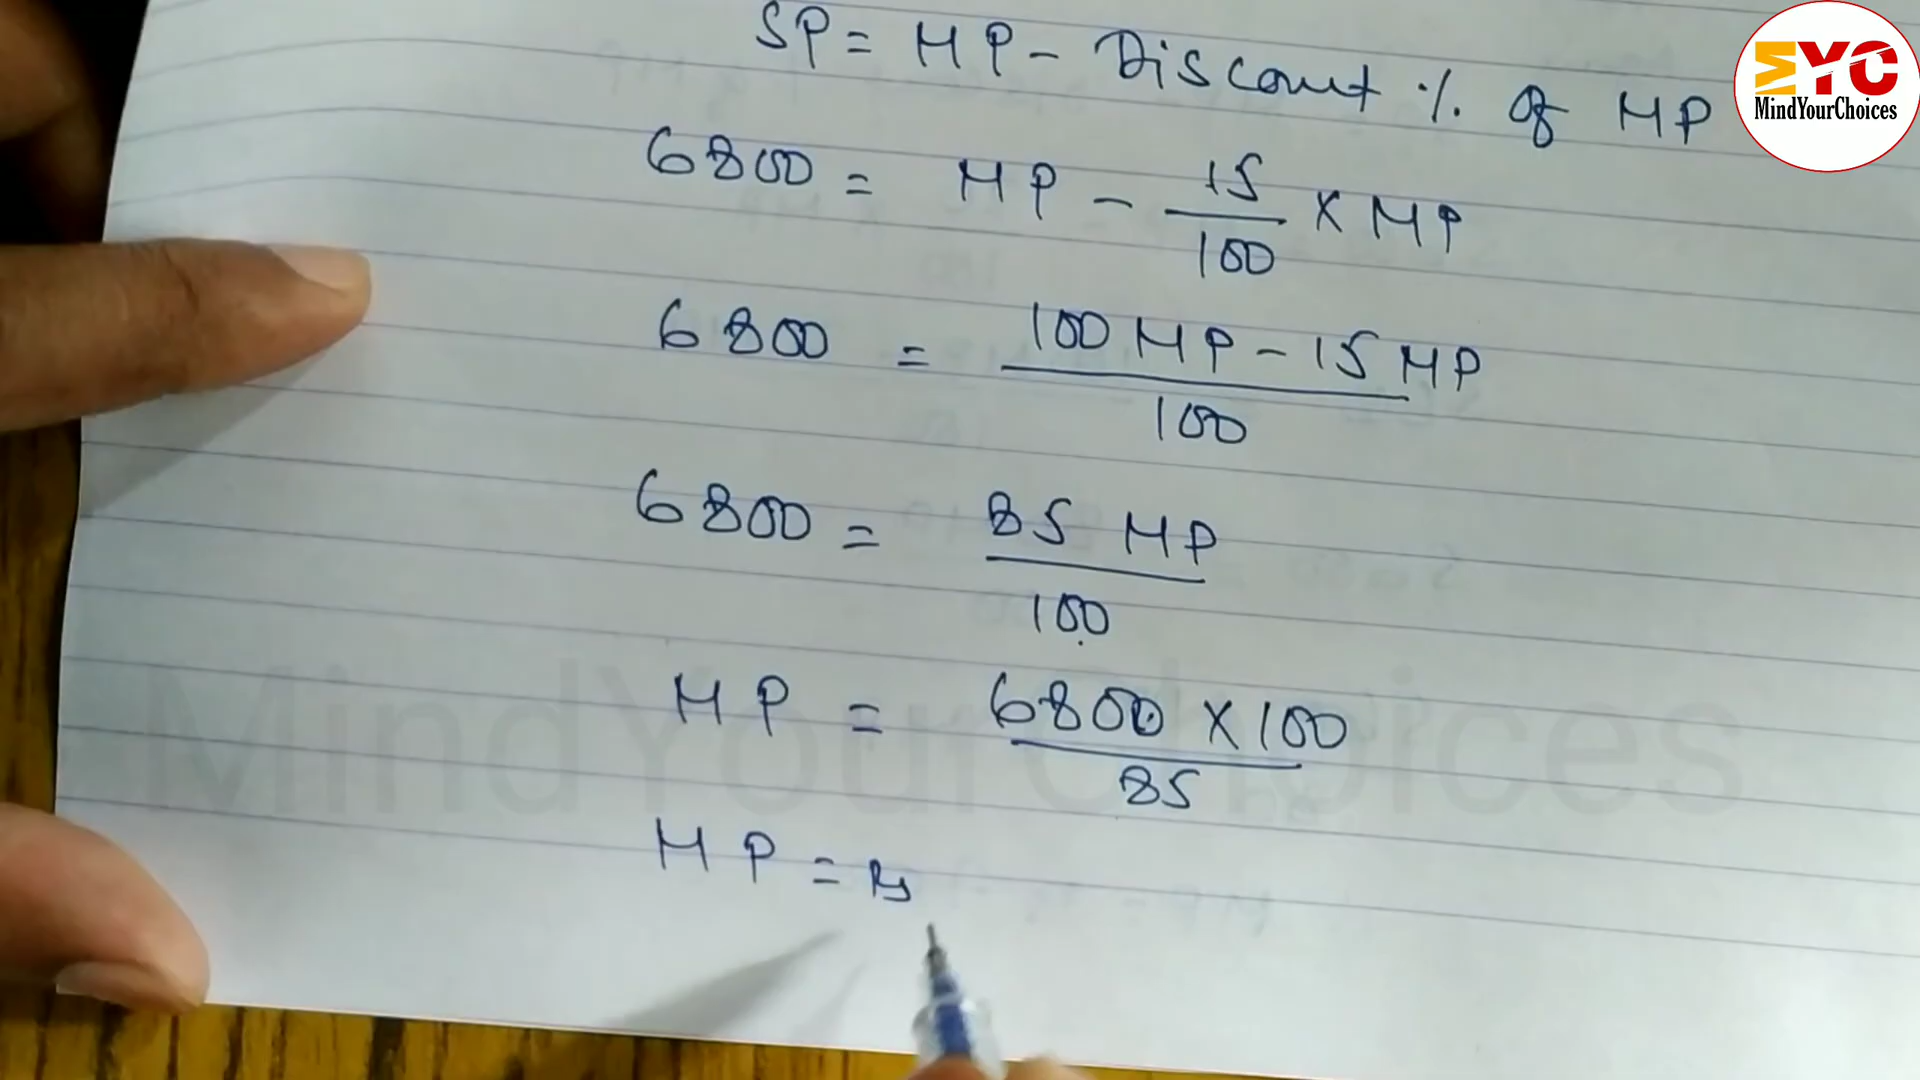 SP = MP - Discount % of MP
MYC
MindYourChoices
6800 = MP - 15/100 × MP
6800 = 100 MP - 15 MP
100
6800 = 85 MP
100
MP = 6800 × 100
85
MP = Rs
MindYourChoices